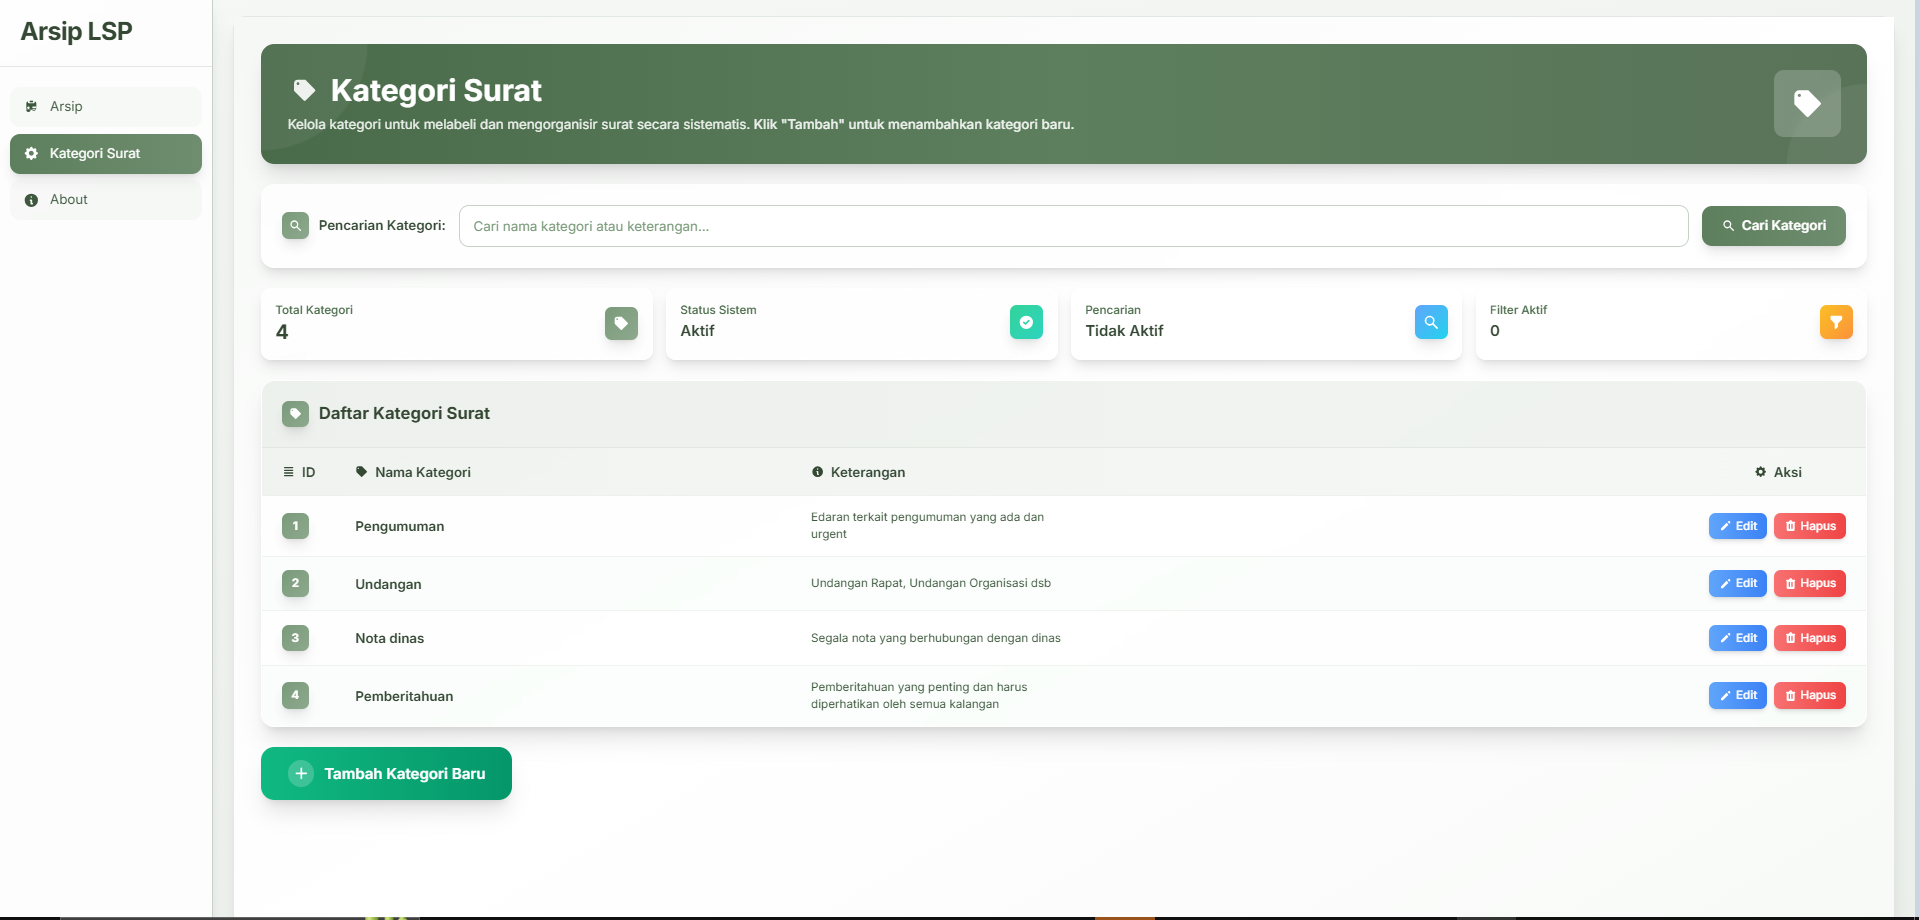 Arsip LSP
Arsip
Kategori Surat
About
Kategori Surat
Kelola kategori untuk melabeli dan mengorganisir surat secara sistematis. Klik "Tambah" untuk menambahkan kategori baru.
Pencarian Kategori:
Cari nama kategori atau keterangan...
Cari Kategori
Total Kategori
4
Status Sistem
Aktif
Pencarian
Tidak Aktif
Filter Aktif
0
Daftar Kategori Surat
ID Nama Kategori Keterangan Aksi
1 Pengumuman Edaran terkait pengumuman yang ada dan
urgent
Edit Hapus
2 Undangan Undangan Rapat, Undangan Organisasi dsb Edit Hapus
3 Nota dinas Segala nota yang berhubungan dengan dinas Edit Hapus
4 Pemberitahuan Pemberitahuan yang penting dan harus
diperhatikan oleh semua kalangan
Edit Hapus
Tambah Kategori Baru